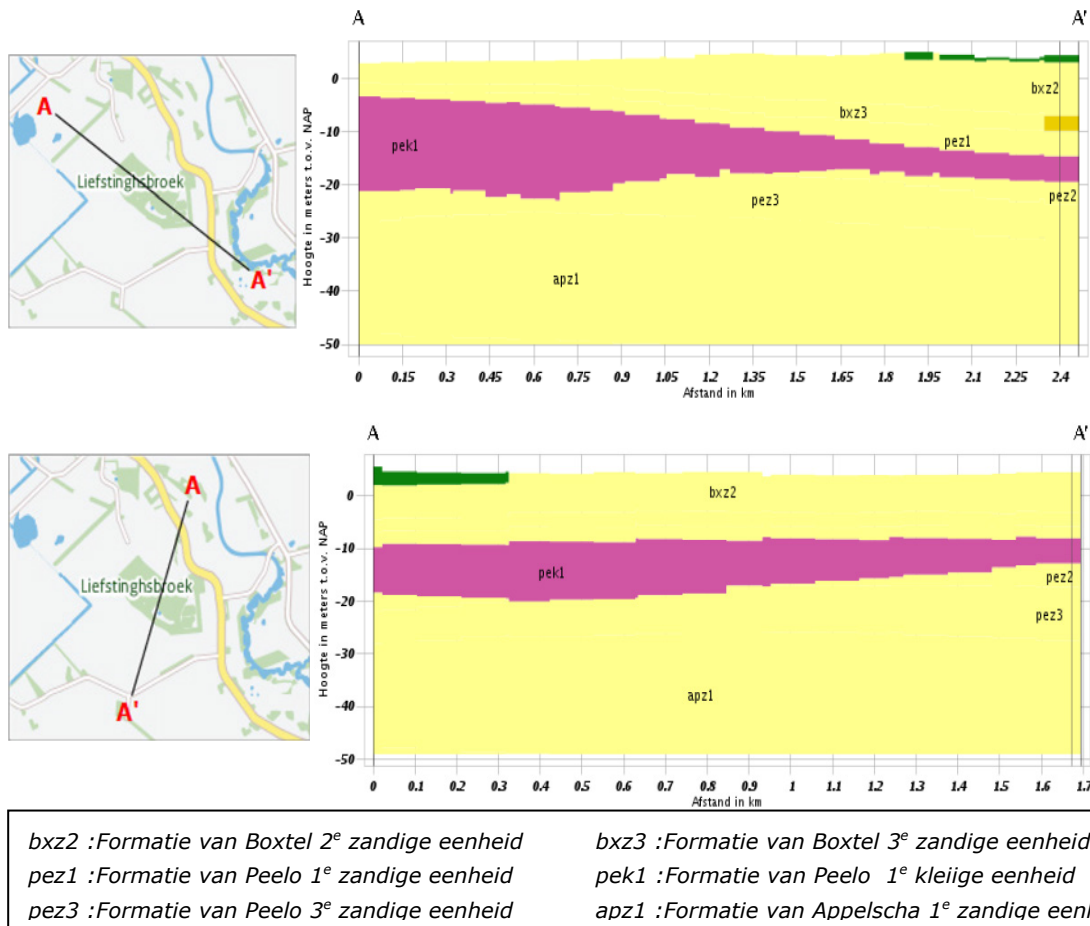 A A'
A
Liefstinghsbroek
A'
Hoogte in meters t.o.v. NAP
0
-10
-20
-30
-40
-50
bxz2
bxz3
pez1
pek1
pez3
pez2
apz1
0 0.15 0.3 0.45 0.6 0.75 0.9 1.05 1.2 1.35 1.5 1.65 1.8 1.95 2.1 2.25 2.4
Afstand in km
A A'
A
Liefstinghsbroek
A'
Hoogte in meters t.o.v. NAP
0
-10
-20
-30
-40
-50
bxz2
pek1
pez2
pez3
apz1
0 0.1 0.2 0.3 0.4 0.5 0.6 0.7 0.8 0.9 1 1.1 1.2 1.3 1.4 1.5 1.6 1.7
Afstand in km
bxz2 :Formatie van Boxtel 2e zandige eenheid bxz3 :Formatie van Boxtel 3e zandige eenheid
pez1 :Formatie van Peelo 1e zandige eenheid pek1 :Formatie van Peelo 1e kleiige eenheid
pez3 :Formatie van Peelo 3e zandige eenheid apz1 :Formatie van Appelscha 1e zandige eenh